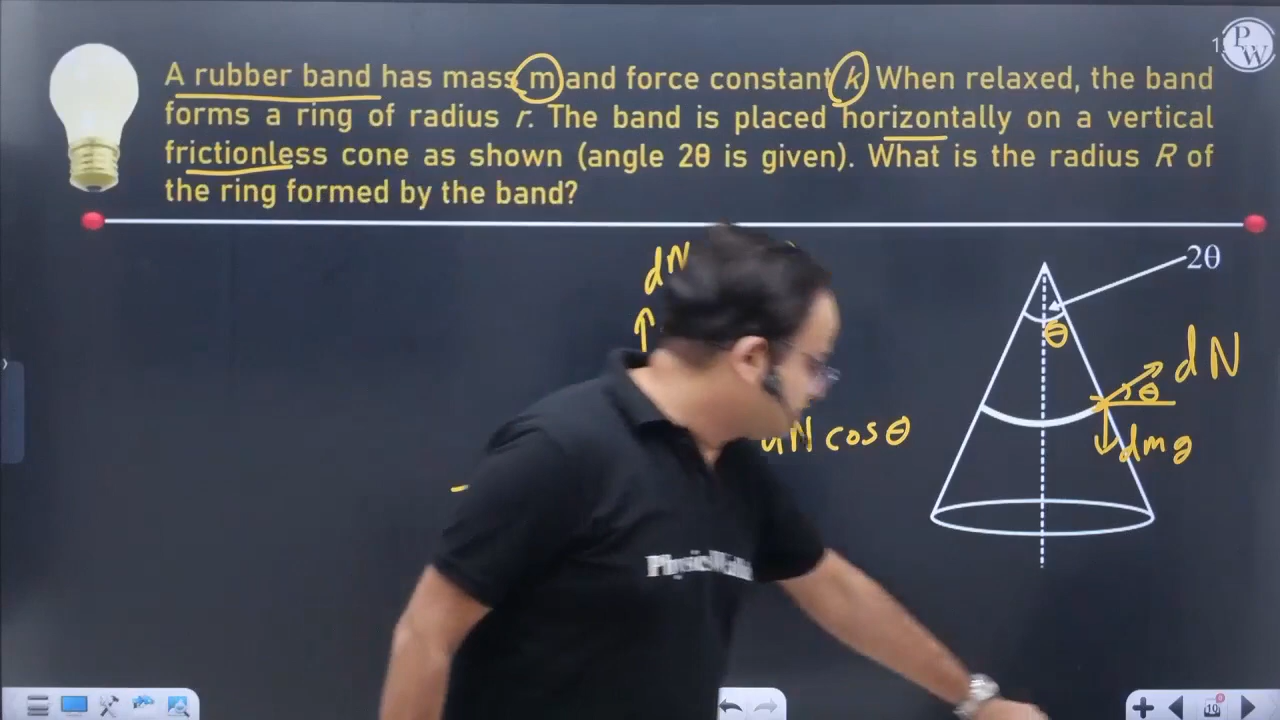 A rubber band has mass m and force constant k. When relaxed, the band
forms a ring of radius r. The band is placed horizontally on a vertical
frictionless cone as shown (angle 2θ is given). What is the radius R of
the ring formed by the band?
PW
dN
2θ
θ
dN
θ
dN cosθ
dmg
19